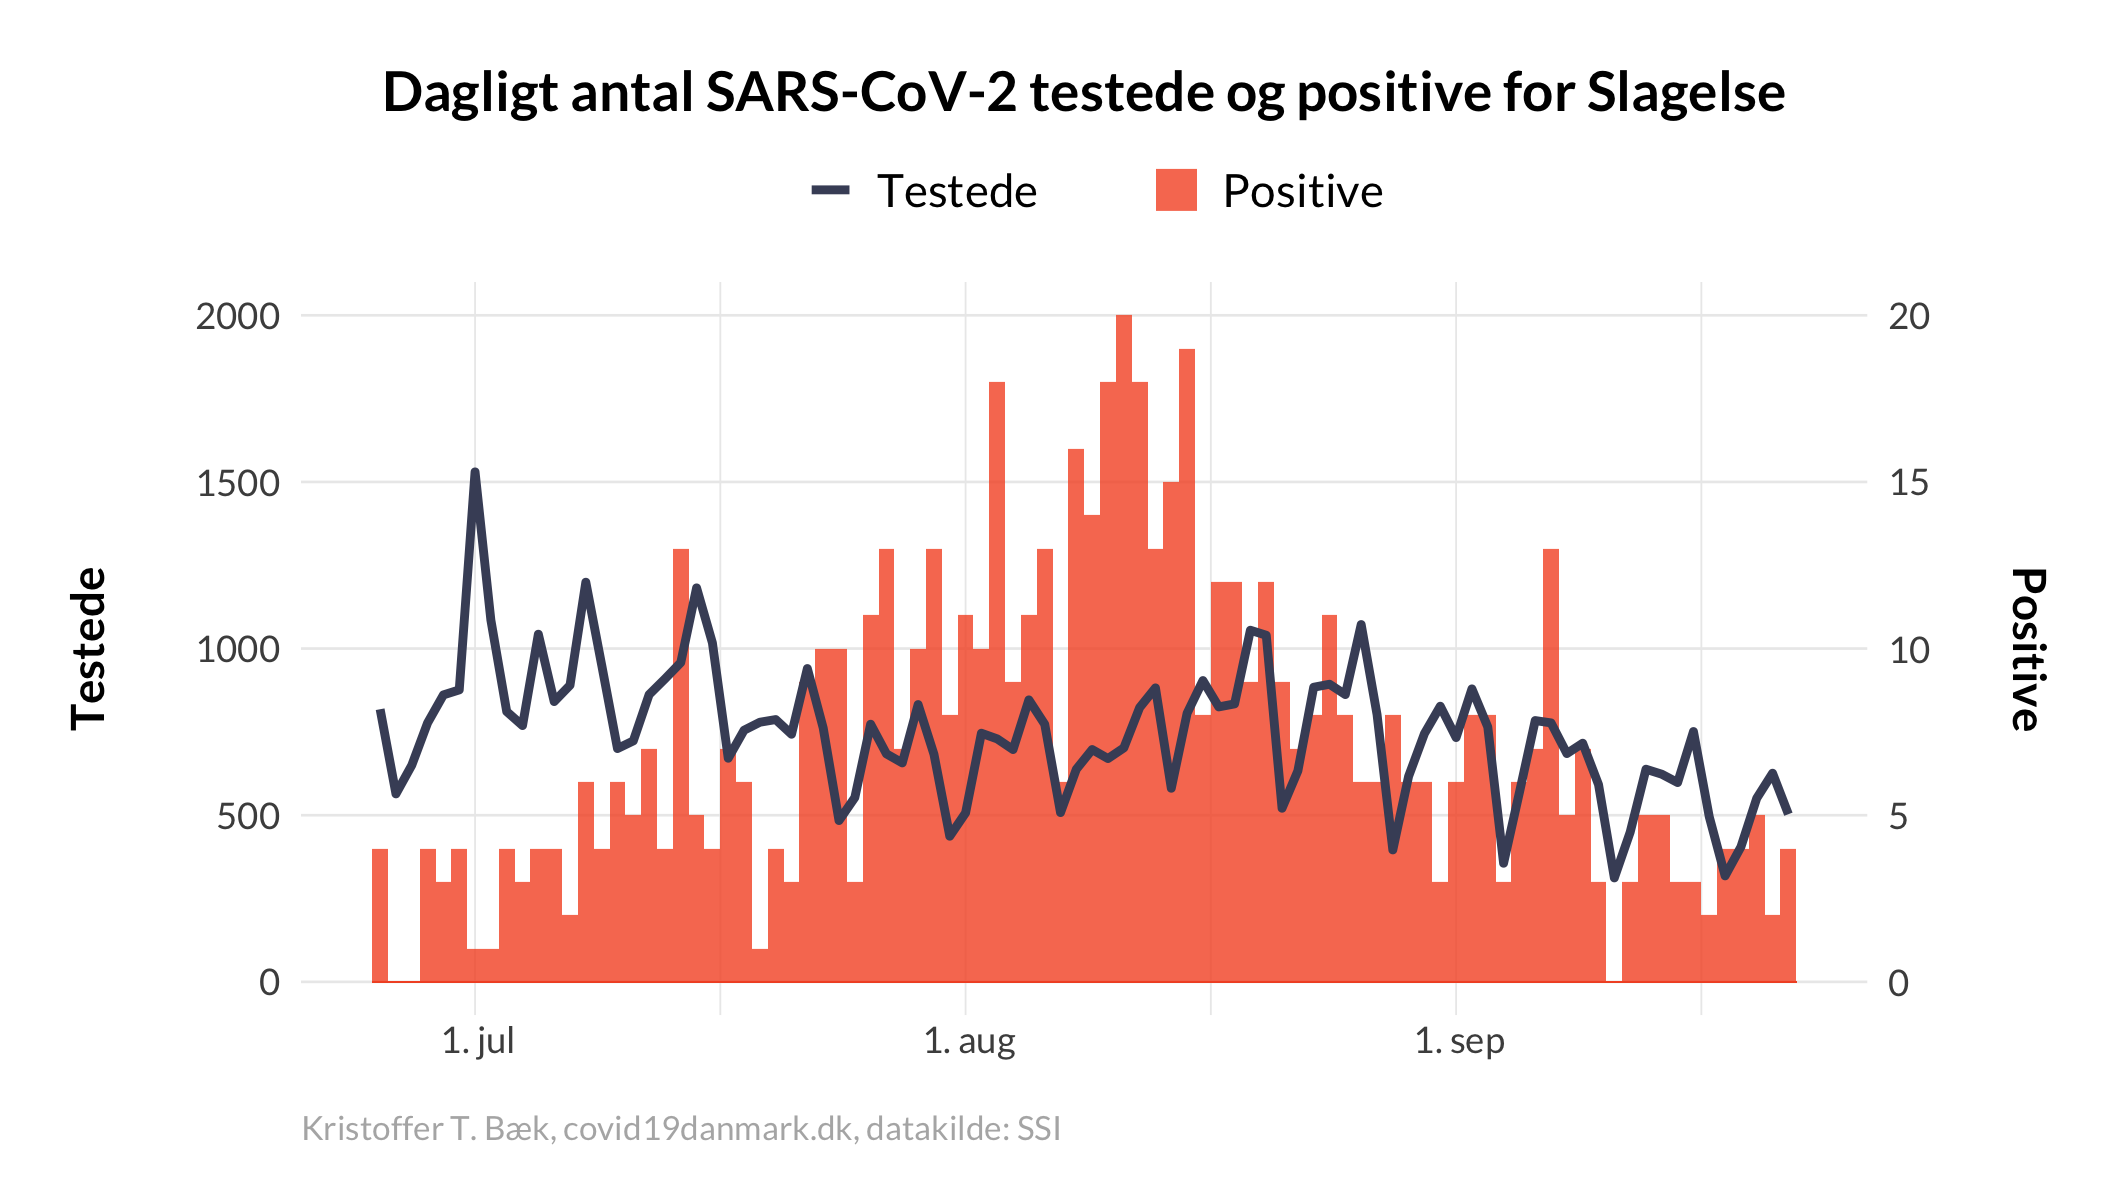 Dagligt antal SARS-CoV-2 testede og positive for Slagelse
Testede
Positive
2000
1500
1000
500
0
Testede
20
15
10
5
0
Positive
1. jul
1. aug
1. sep
Kristoffer T. Bæk, covid19danmark.dk, datakilde: SSI